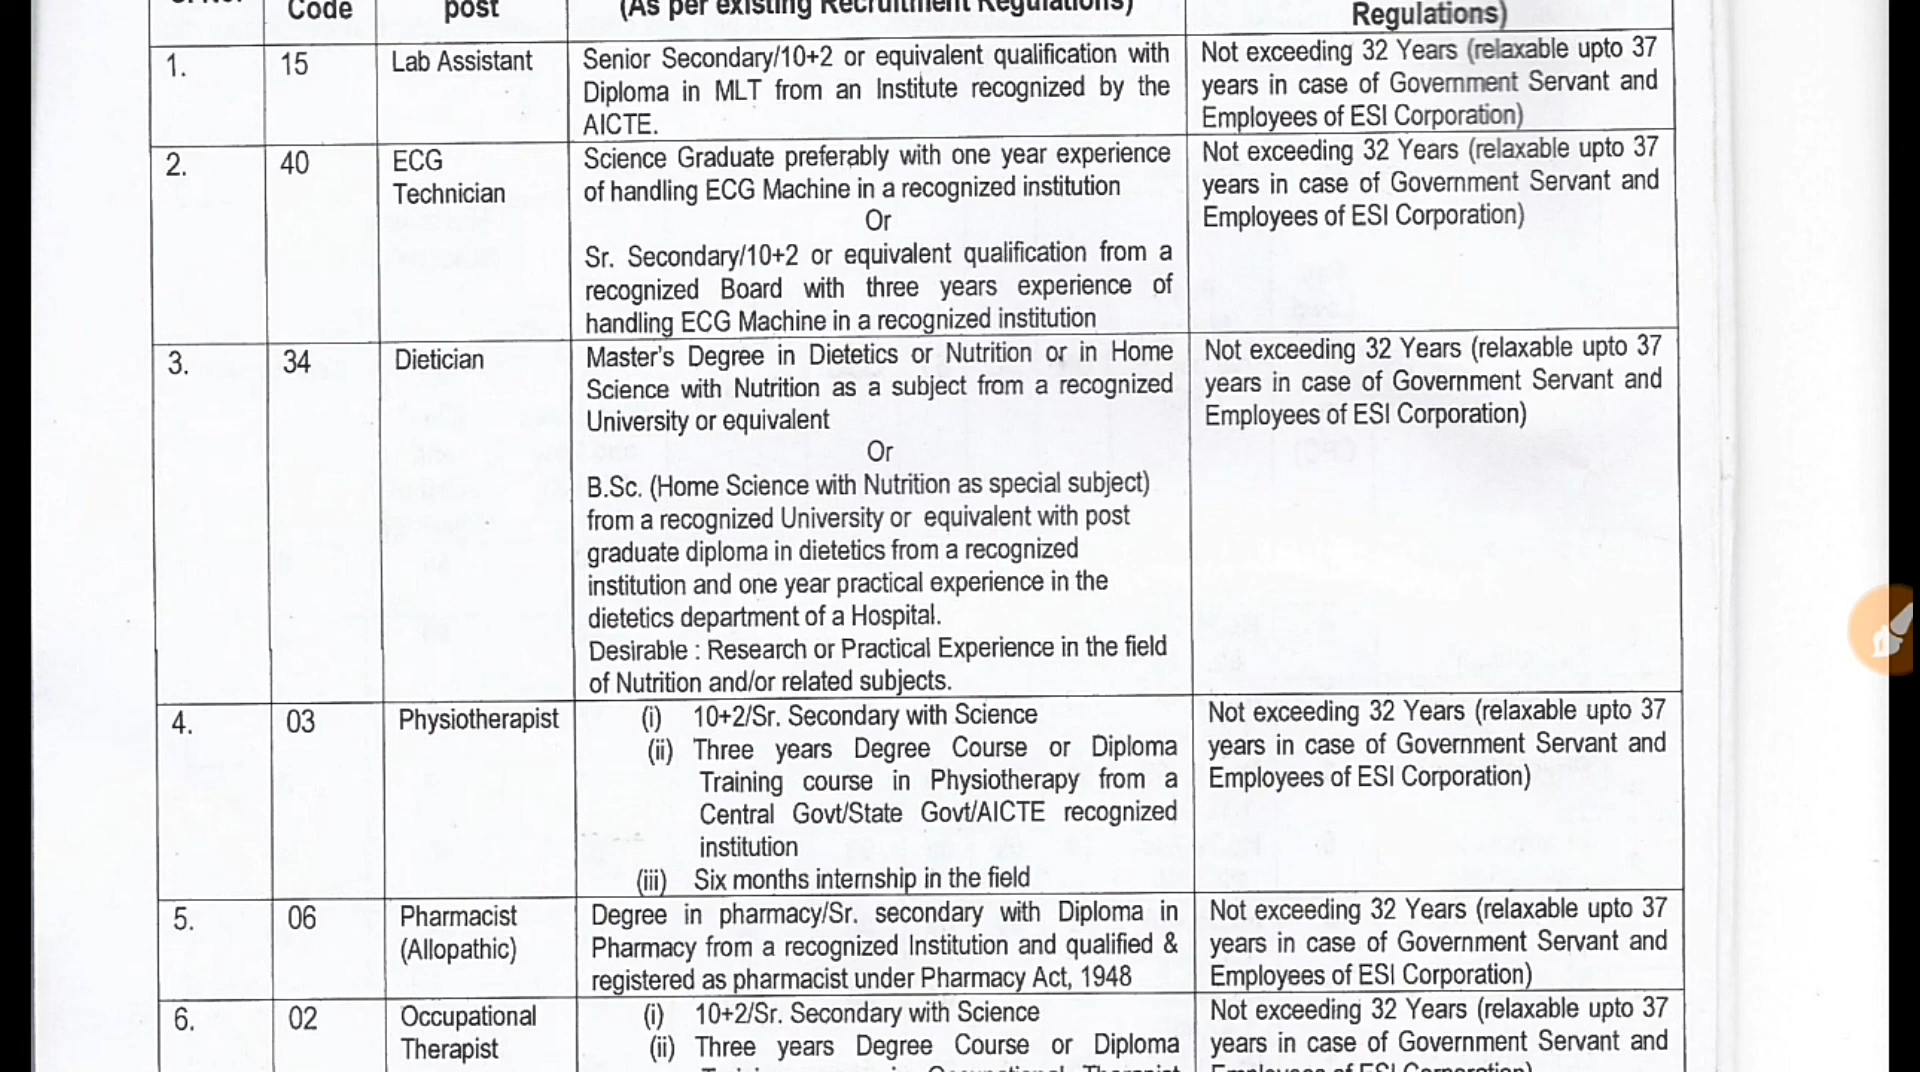 Code
post
(As per existing Recruitment Regulations)
Regulations)
1.
15
Lab Assistant
Senior Secondary/10+2 or equivalent qualification with
Diploma in MLT from an Institute recognized by the
AICTE.
Not exceeding 32 Years (relaxable upto 37
years in case of Government Servant and
Employees of ESI Corporation)
2.
40
ECG
Technician
Science Graduate preferably with one year experience
of handling ECG Machine in a recognized institution
Or
Sr. Secondary/10+2 or equivalent qualification from a
recognized Board with three years experience of
handling ECG Machine in a recognized institution
Not exceeding 32 Years (relaxable upto 37
years in case of Government Servant and
Employees of ESI Corporation)
3.
34
Dietician
Master's Degree in Dietetics or Nutrition or in Home
Science with Nutrition as a subject from a recognized
University or equivalent
Or
B.Sc. (Home Science with Nutrition as special subject)
from a recognized University or equivalent with post
graduate diploma in dietetics from a recognized
institution and one year practical experience in the
dietetics department of a Hospital.
Desirable : Research or Practical Experience in the field
of Nutrition and/or related subjects.
Not exceeding 32 Years (relaxable upto 37
years in case of Government Servant and
Employees of ESI Corporation)
4.
03
Physiotherapist
(i) 10+2/Sr. Secondary with Science
(ii) Three years Degree Course or Diploma
Training course in Physiotherapy from a
Central Govt/State Govt/AICTE recognized
institution
(iii) Six months internship in the field
Not exceeding 32 Years (relaxable upto 37
years in case of Government Servant and
Employees of ESI Corporation)
5.
06
Pharmacist
(Allopathic)
Degree in pharmacy/Sr. secondary with Diploma in
Pharmacy from a recognized Institution and qualified &
registered as pharmacist under Pharmacy Act, 1948
Not exceeding 32 Years (relaxable upto 37
years in case of Government Servant and
Employees of ESI Corporation)
6.
02
Occupational
Therapist
(i) 10+2/Sr. Secondary with Science
(ii) Three years Degree Course or Diploma
Not exceeding 32 Years (relaxable upto 37
years in case of Government Servant and